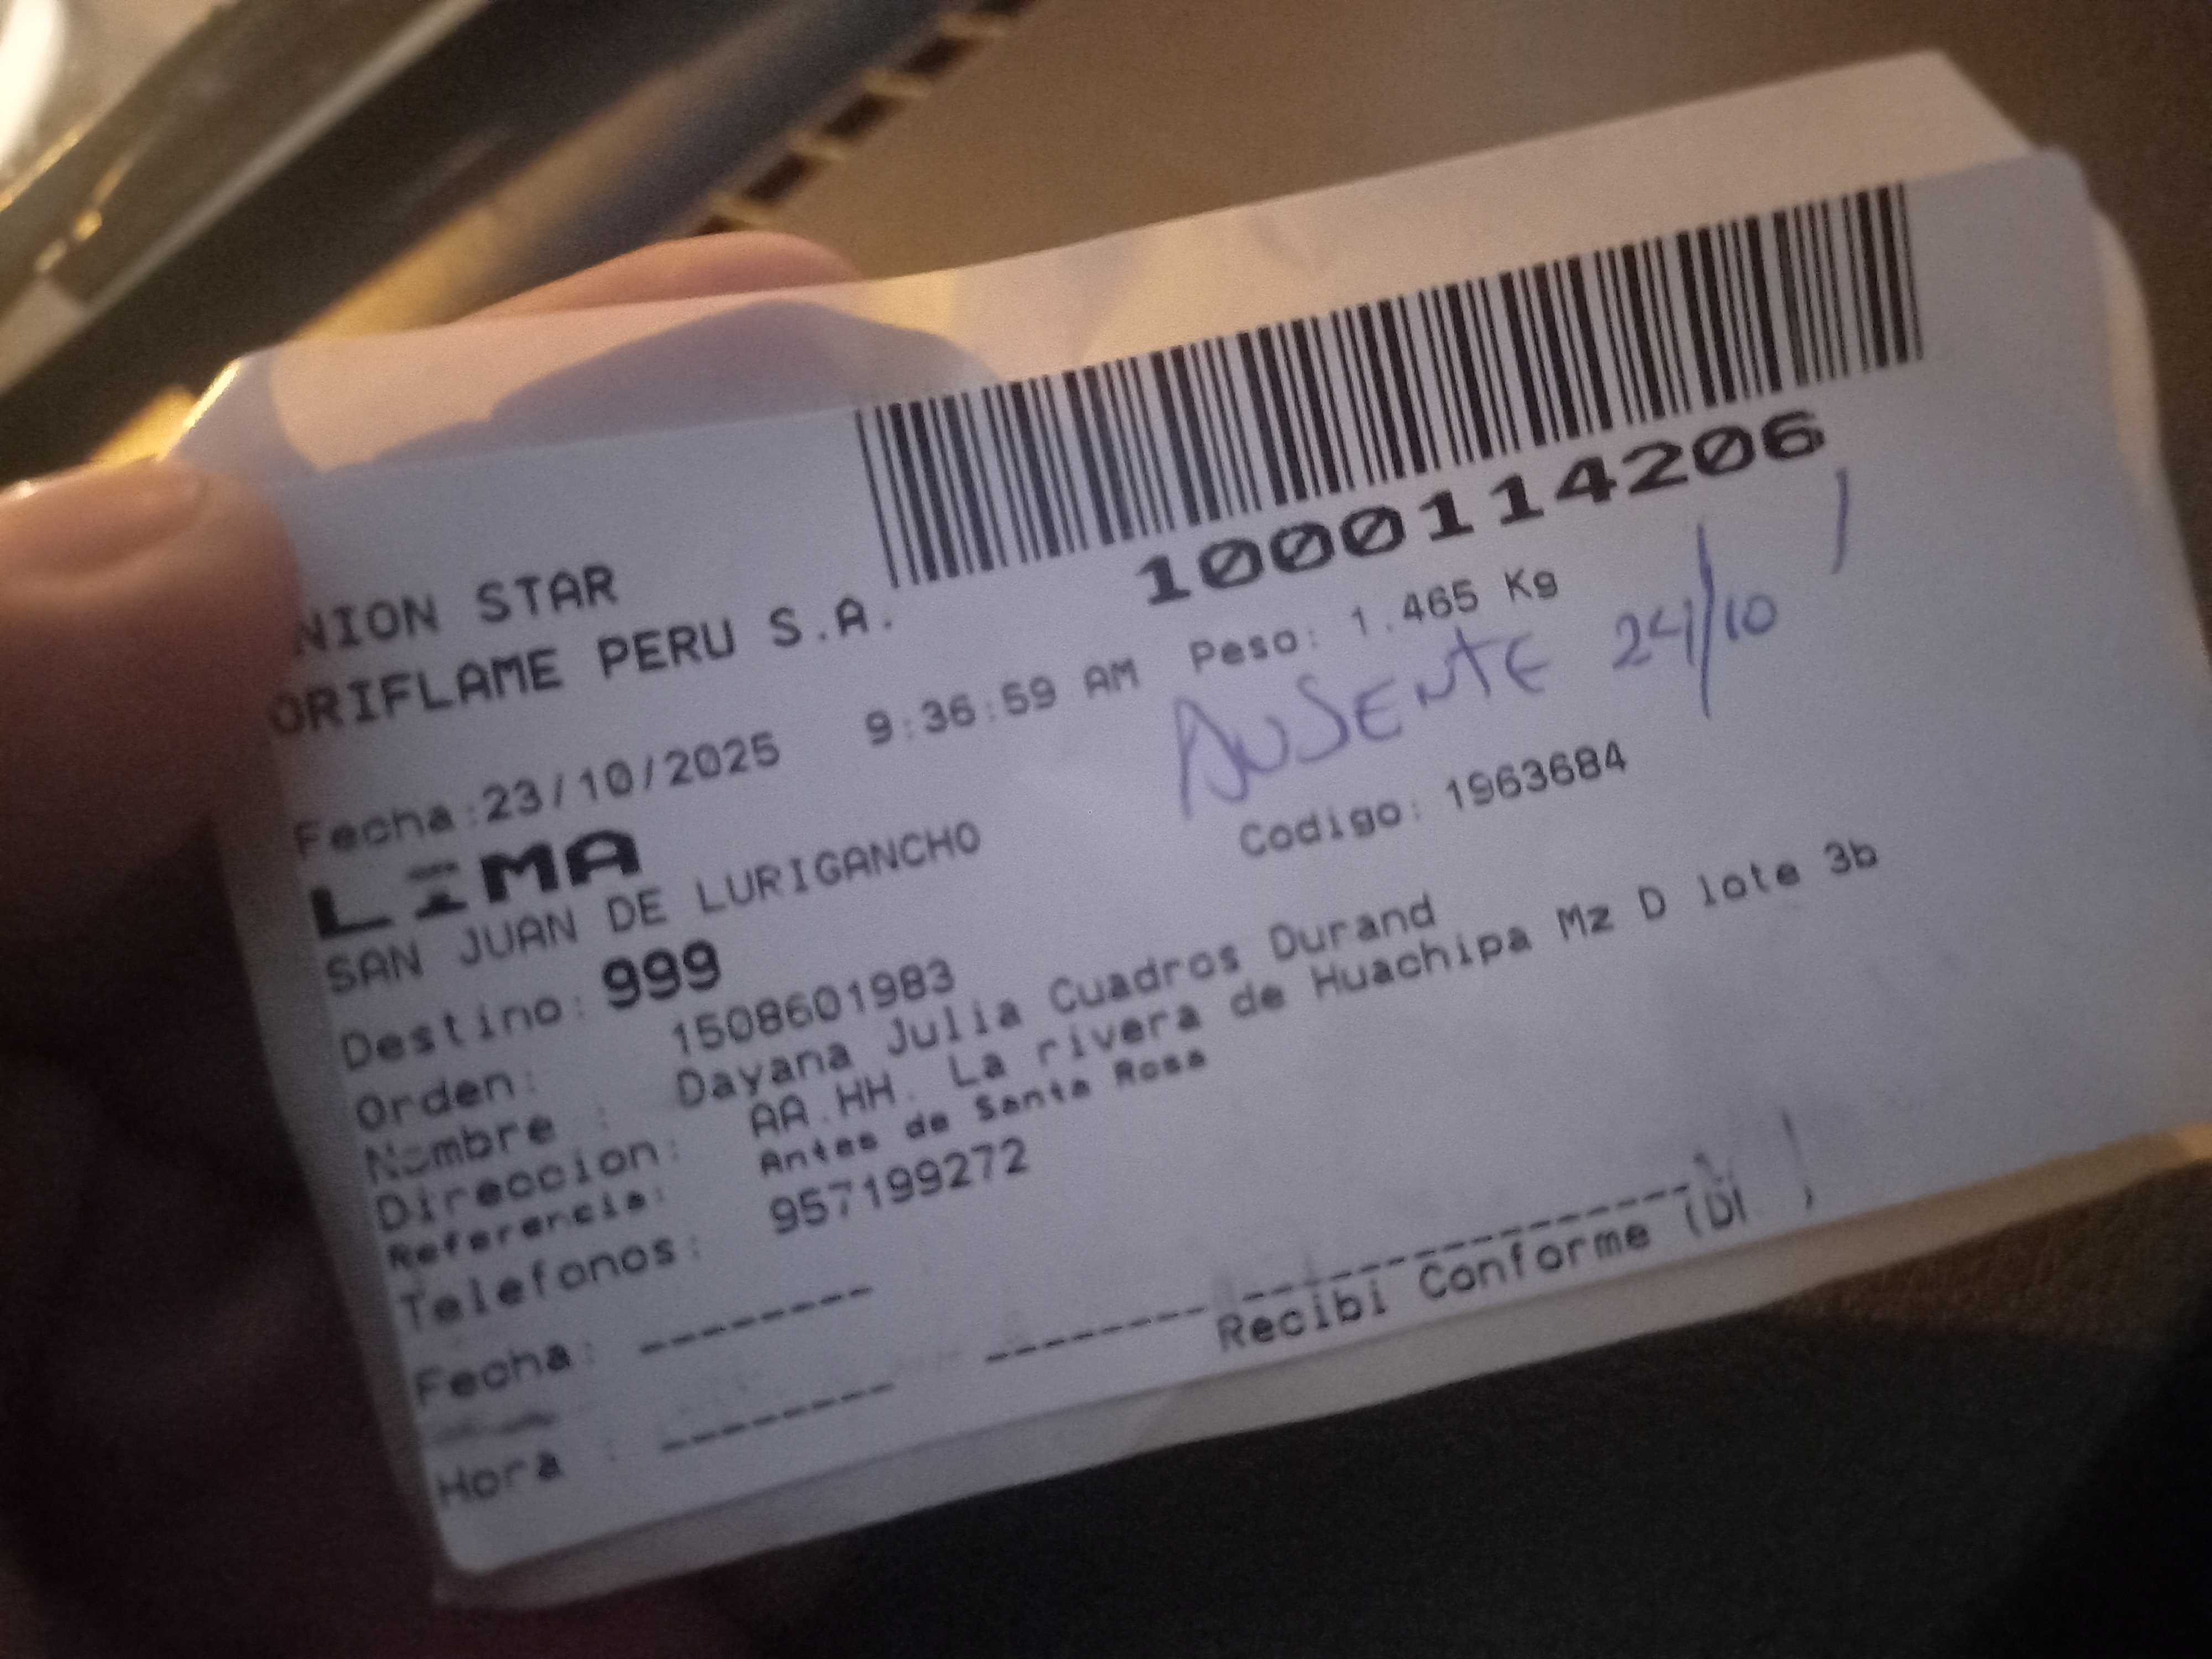 1000114206
NION STAR
ORIFLAME PERU S.A.
Fecha:23/10/2025 9:36:59 AM Peso: 1.465 Kg
AUSENTE 24/10
LIMA
SAN JUAN DE LURIGANCHO Codigo: 1963684
Destino: 999
Orden: 1508601983
Nombre : Dayana Julia Cuadros Durand
Direccion: AA.HH. La rivera de Huachipa Mz D lote 3b
Referencia: Antes de Santa Rosa
Telefonos: 957199272
Fecha: --------
Hora : --------
Recibi Conforme